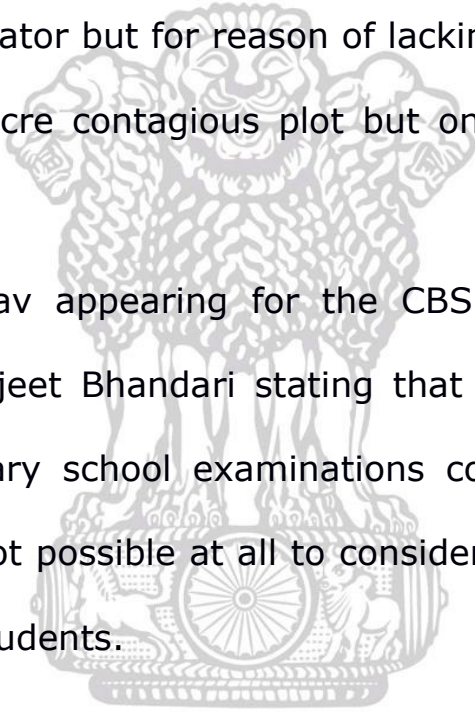 ator but for reason of lackin
cre contagious plot but on
av appearing for the CBS
jeet Bhandari stating that
ary school examinations co
ot possible at all to consider
udents.